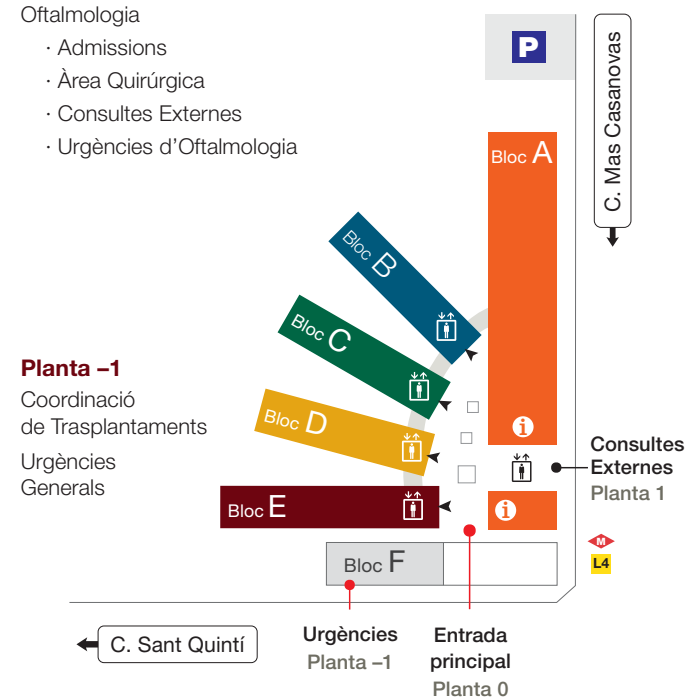 Oftalmologia
· Admissions
· Àrea Quirúrgica
· Consultes Externes
· Urgències d’Oftalmologia
P
C. Mas Casanovas
Bloc A
Bloc B
Bloc C
Bloc D
Bloc E
Bloc F
Planta –1
Coordinació
de Trasplantaments
Urgències
Generals
i
i
Consultes
Externes
Planta 1
M
L4
C. Sant Quintí
Urgències
Planta –1
Entrada
principal
Planta 0